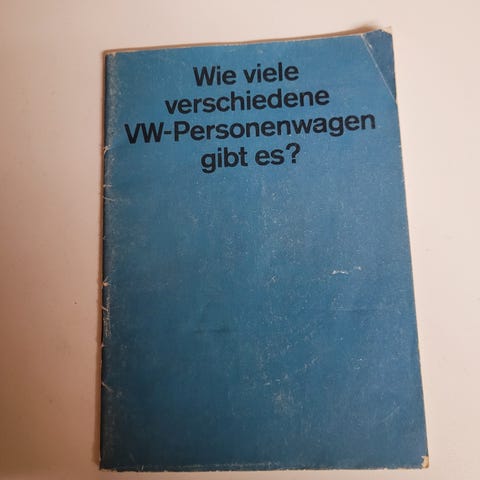 Wie viele
verschiedene
VW-Personenwagen
gibt es?